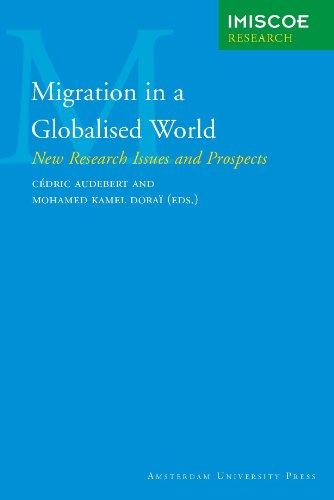 IMISCOE
RESEARCH
M
Migration in a
Globalised World
New Research Issues and Prospects
CÉDRIC AUDEBERT AND
MOHAMED KAMEL DORAÏ (EDS.)
AMSTERDAM UNIVERSITY PRESS